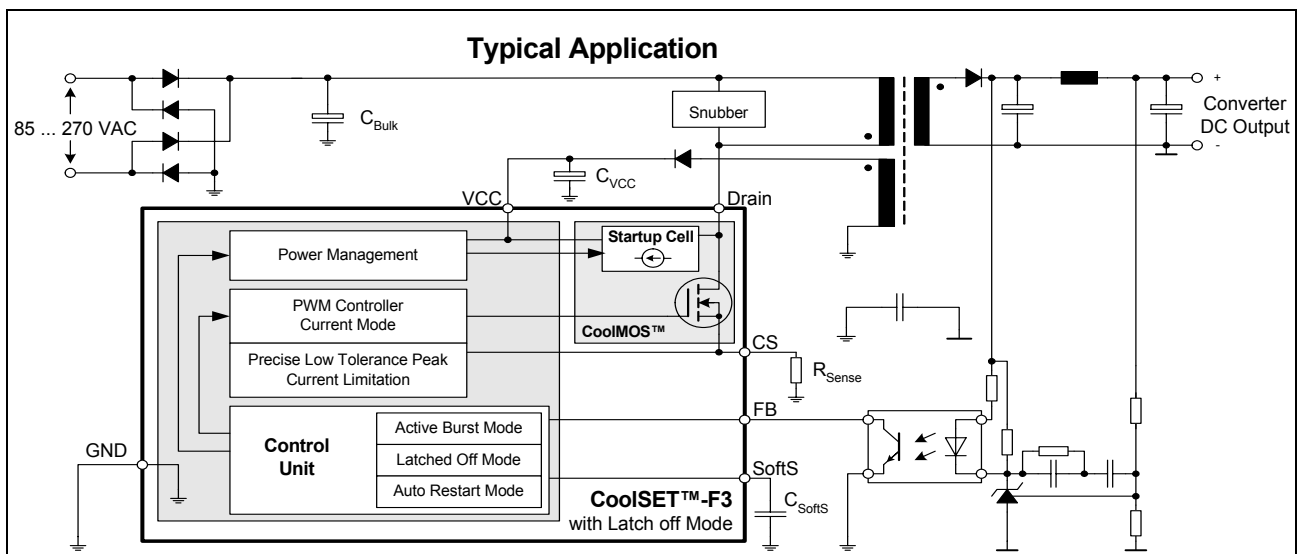 Typical Application
+
Converter
DC Output
-
85 ... 270 VAC
C_Bulk
Snubber
C_VCC
VCC
Drain
Power Management
Startup Cell
PWM Controller
Current Mode
CoolMOS™
Precise Low Tolerance Peak
Current Limitation
CS
R_Sense
FB
Control
Unit
Active Burst Mode
Latched Off Mode
Auto Restart Mode
GND
SoftS
C_SoftS
CoolSET™-F3
with Latch off Mode